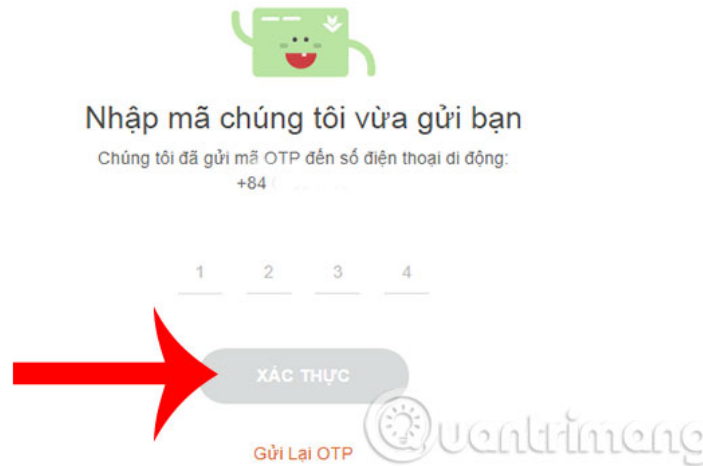 Nhập mã chúng tôi vừa gửi bạn
Chúng tôi đã gửi mã OTP đến số điện thoại di động:
+84
1 2 3 4
XÁC THỰC
Gửi Lại OTP
Quantrimang